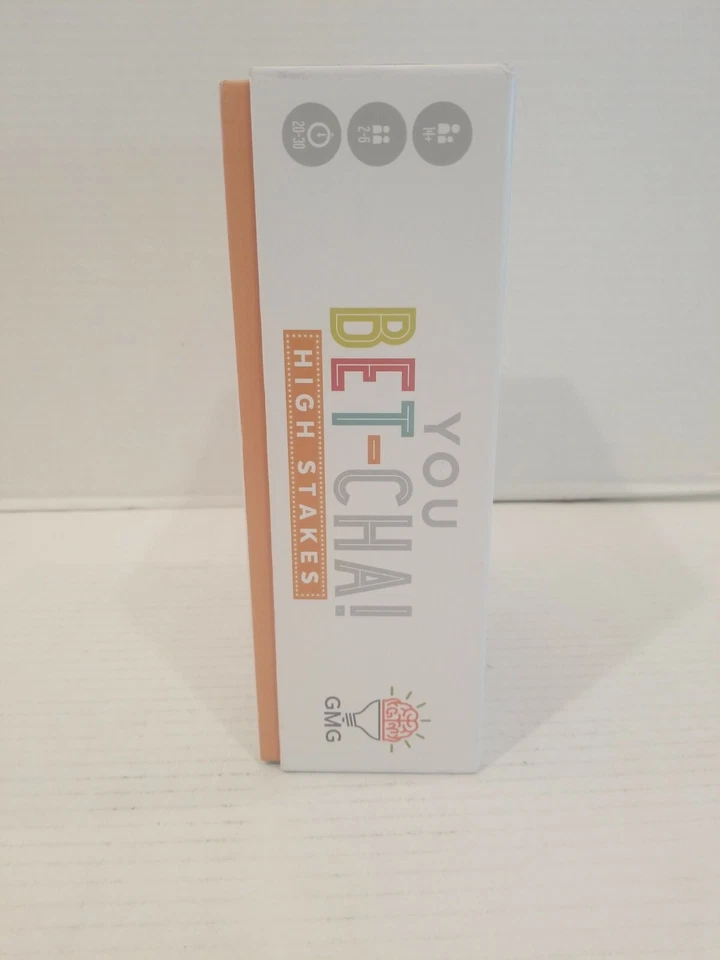 14+
2-6
20-30
YOU
BET-CHA!
HIGH STAKES
GMG